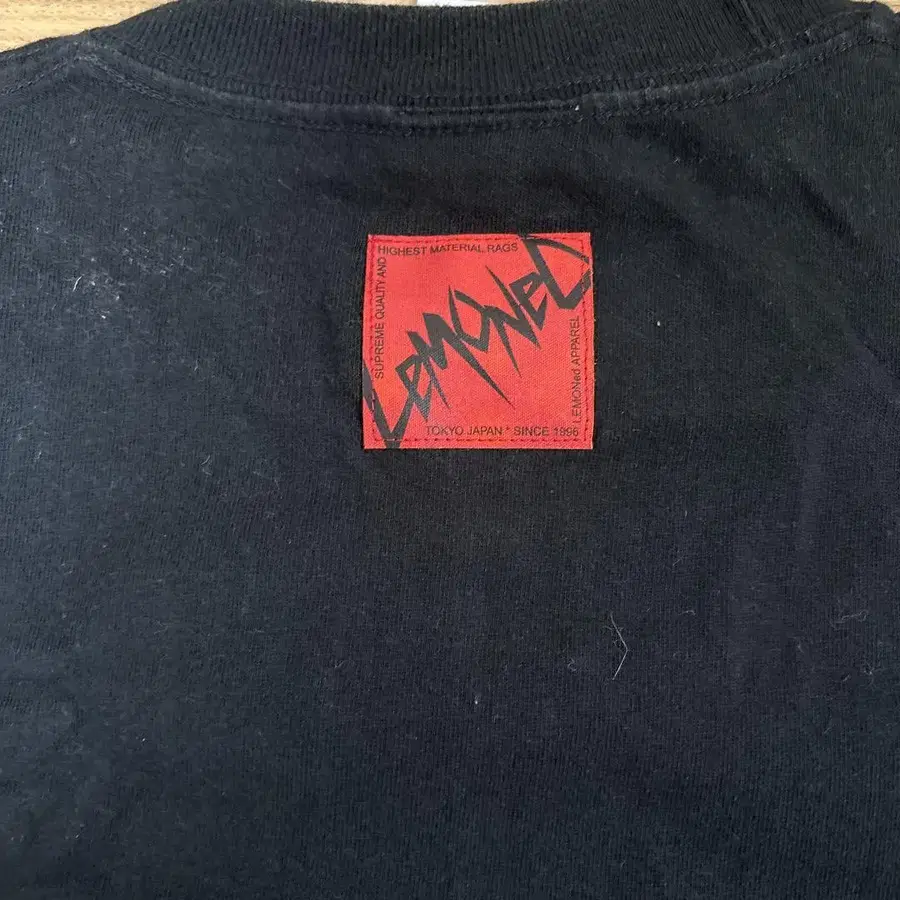 SUPREME QUALITY AND
HIGHEST MATERIAL RAGS
LEMONeD
LEMONed APPAREL
TOKYO JAPAN * SINCE 1996